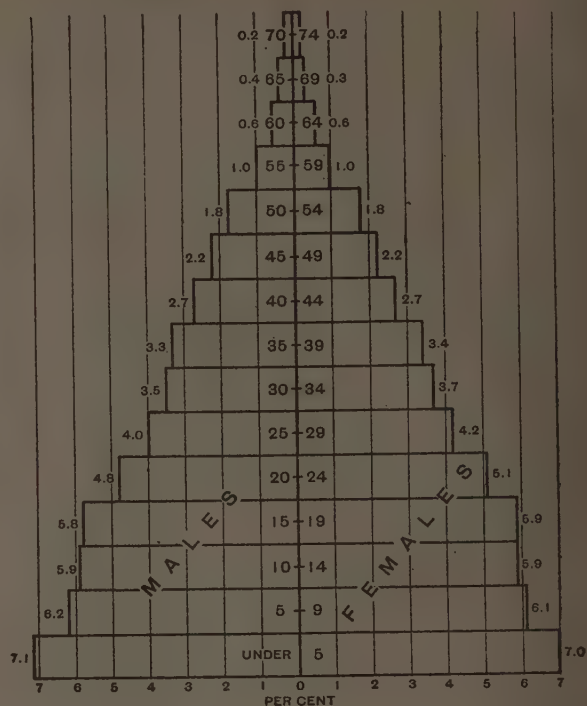 0.2 70-74 0.2
0.4 65-69 0.3
0.6 60-64 0.6
1.0 55-59 1.0
1.8 50-54 1.8
2.2 45-49 2.2
2.7 40-44 2.7
3.3 35-39 3.4
3.5 30-34 3.7
4.0 25-29 4.2
4.8 20-24 5.1
5.8 15-19 5.9
5.9 10-14 5.9
6.2 5-9 6.1
7.1 UNDER 5 7.0
MALES
FEMALES
7 6 5 4 3 2 1 0 1 2 3 4 5 6 7
PER CENT